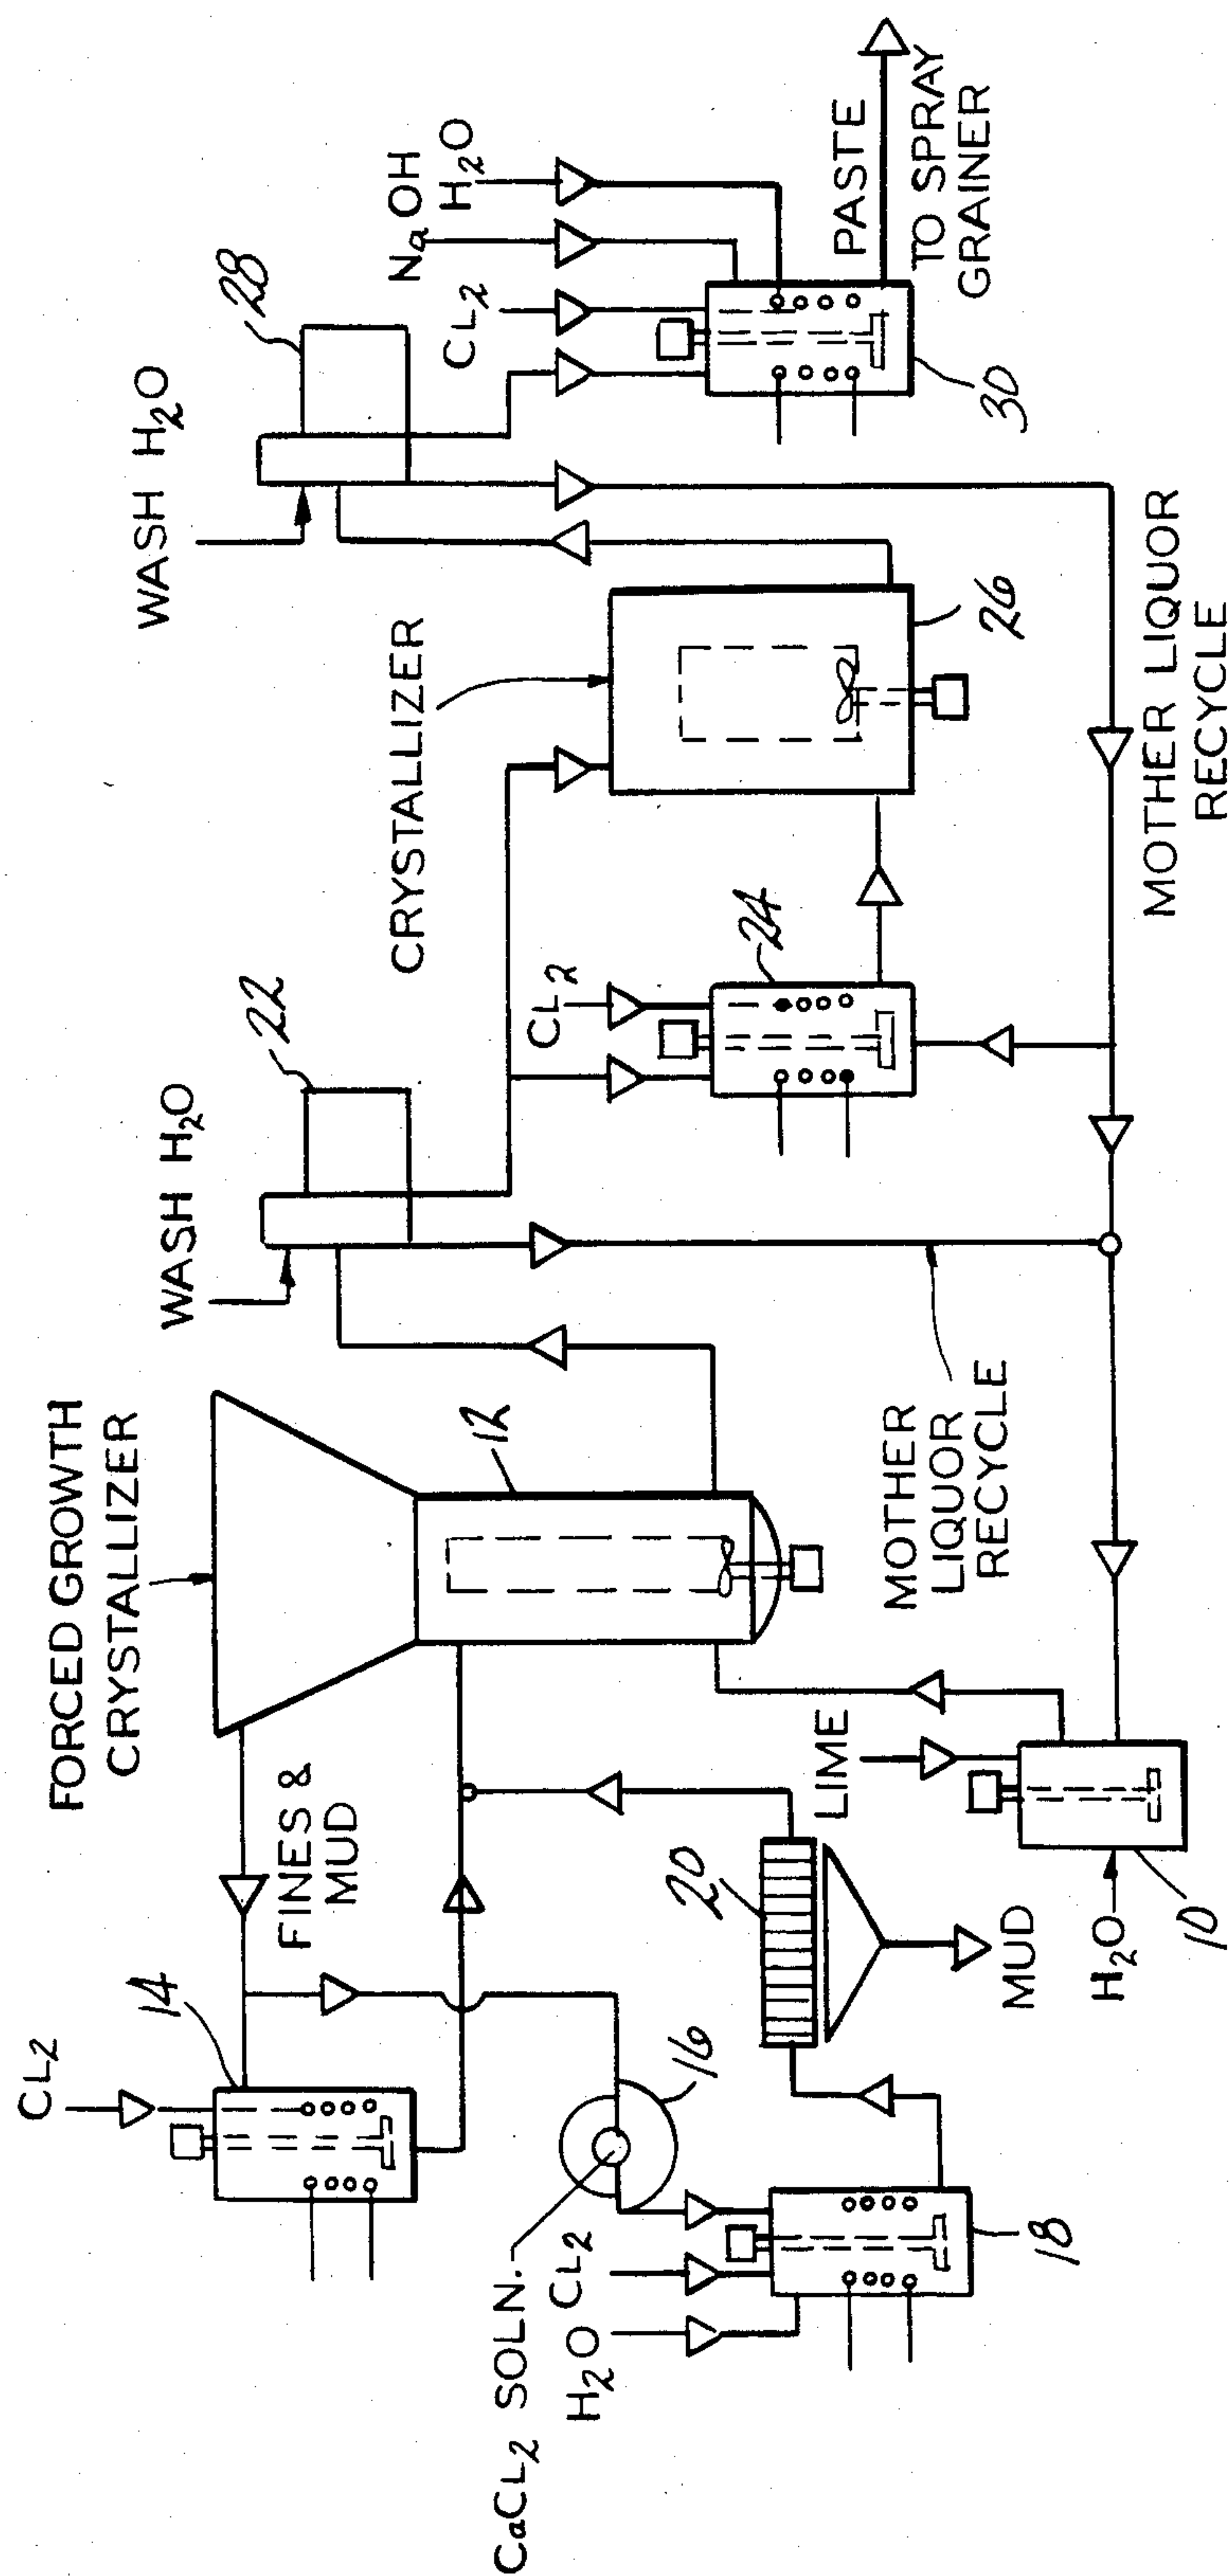 FORCED GROWTH
CRYSTALLIZER
CL2
14
FINES &
MUD
12
WASH H2O
22
WASH H2O
28
CRYSTALLIZER
CL2
24
26
CL2
NaOH
H2O
30
PASTE
TO SPRAY
GRAINER
CaCL2 SOLN.
16
H2O
CL2
18
20
MUD
LIME
H2O
10
MOTHER
LIQUOR
RECYCLE
MOTHER LIQUOR
RECYCLE